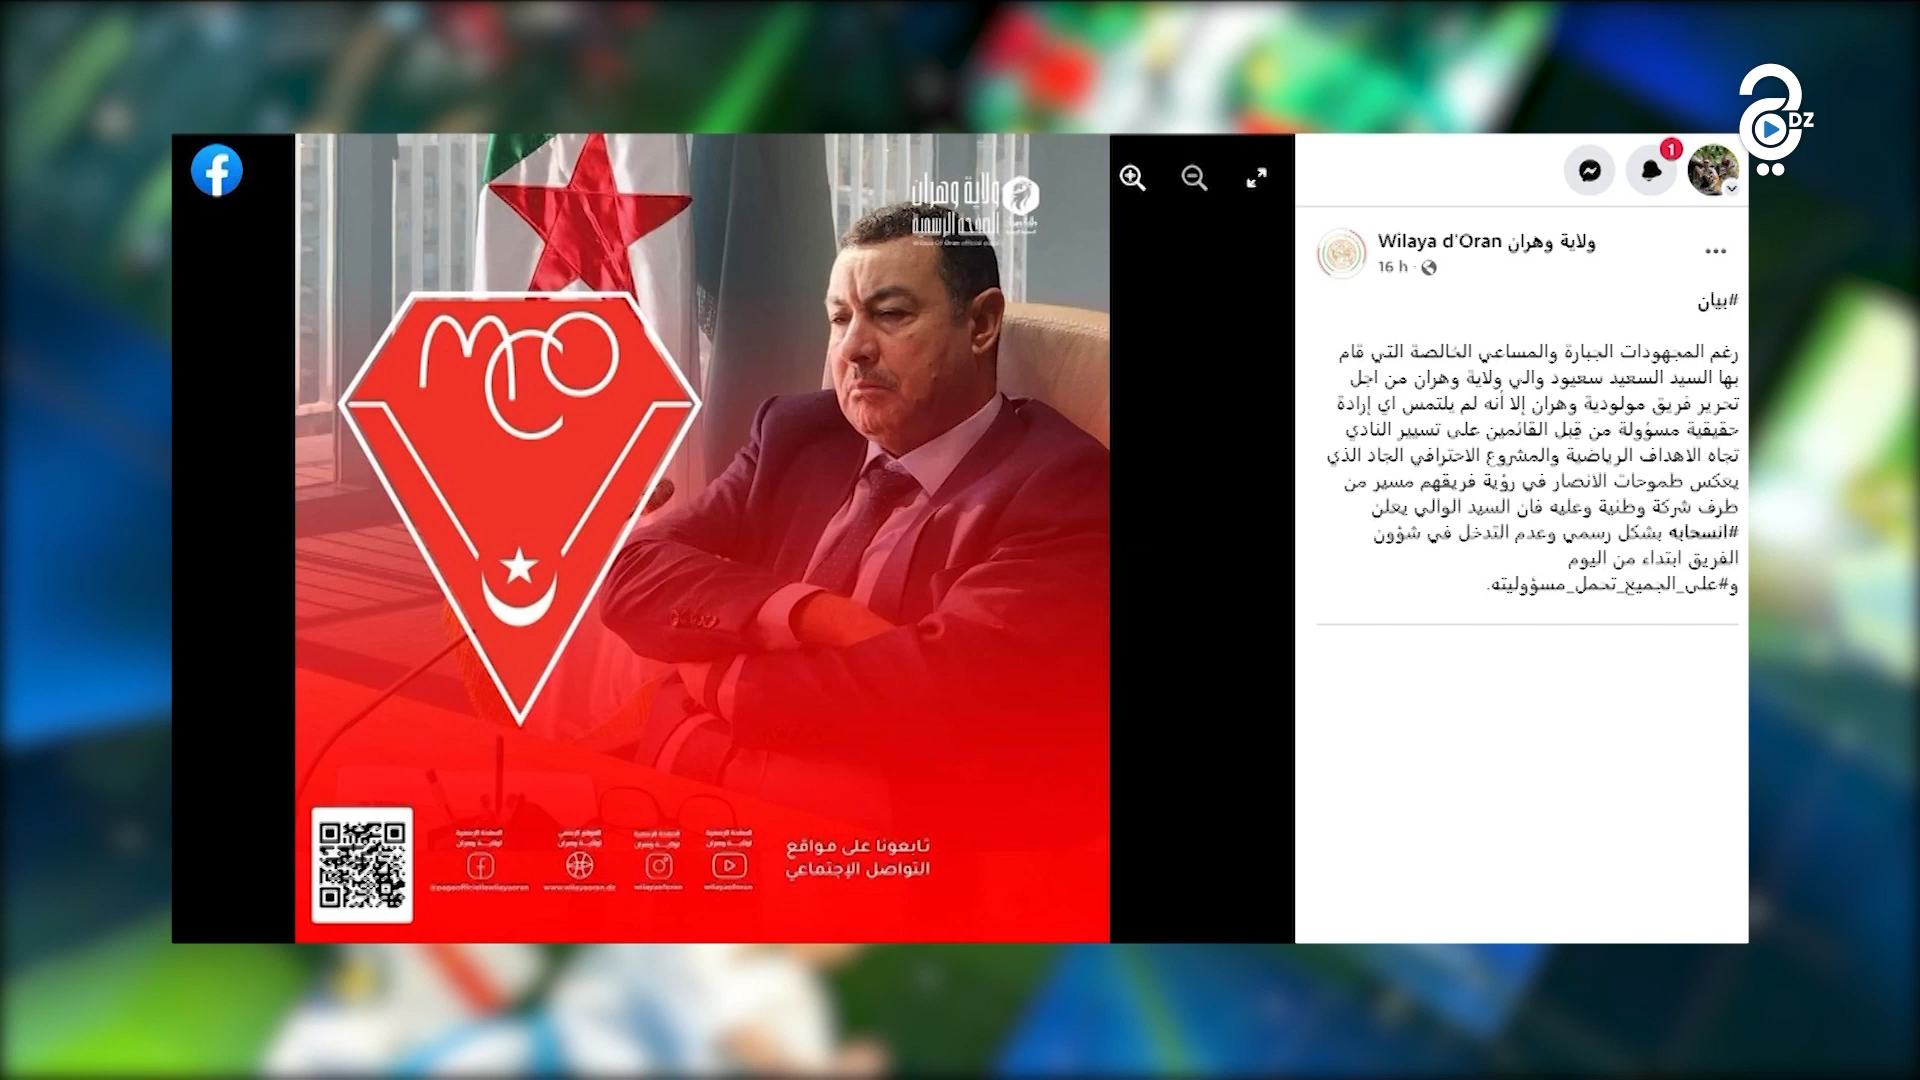 DZ
1
ولاية وهران
الصفحة الرسمية
Wilaya d'Oran ولاية وهران
16 h
#بيان
رغم المجهودات الجبارة والمساعي الخالصة التي قام
بها السيد السعيد سعيود والي ولاية وهران من اجل
تحرير فريق مولودية وهران إلا أنه لم يلتمس اي إرادة
حقيقية مسؤولة من قِبل القائمين على تسيير النادي
تجاه الاهداف الرياضية والمشروع الاحترافي الجاد الذي
يعكس طموحات الانصار في رؤية فريقهم مسير من
طرف شركة وطنية وعليه فان السيد الوالي يعلن
#انسحابه بشكل رسمي وعدم التدخل في شؤون
الفريق ابتداء من اليوم
و#على_الجميع_تحمل_مسؤوليته.
MCO
تابعونا على مواقع
التواصل الإجتماعي
www.wilayaoran.dz